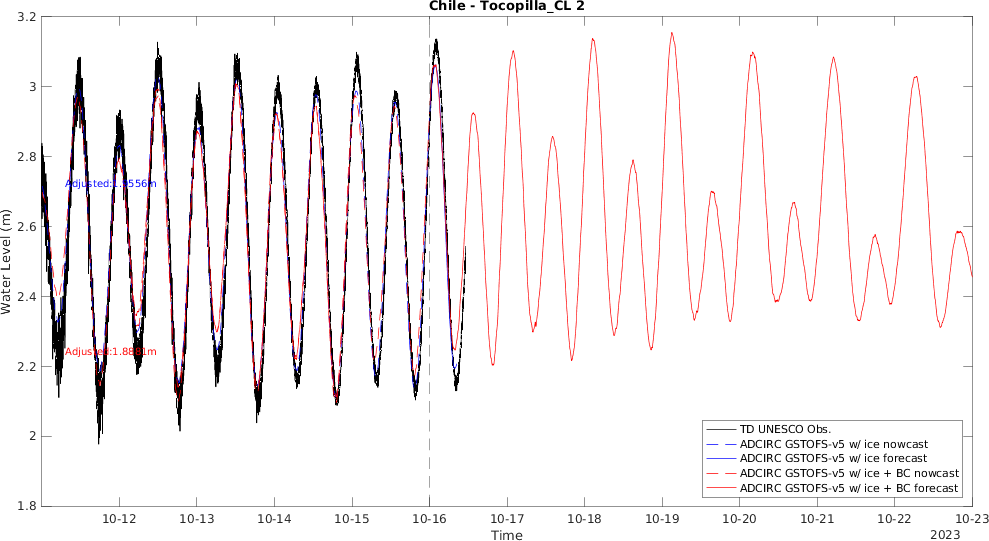 Chile - Tocopilla_CL 2
3.2
3
2.8
2.6
2.4
2.2
2
1.8
Water Level (m)
Adjusted:
Adjusted:
TD UNESCO Obs.
ADCIRC GSTOFS-v5 w/ ice nowcast
ADCIRC GSTOFS-v5 w/ ice forecast
ADCIRC GSTOFS-v5 w/ ice + BC nowcast
ADCIRC GSTOFS-v5 w/ ice + BC forecast
10-12 10-13 10-14 10-15 10-16 10-17 10-18 10-19 10-20 10-21 10-22 10-23
Time
2023